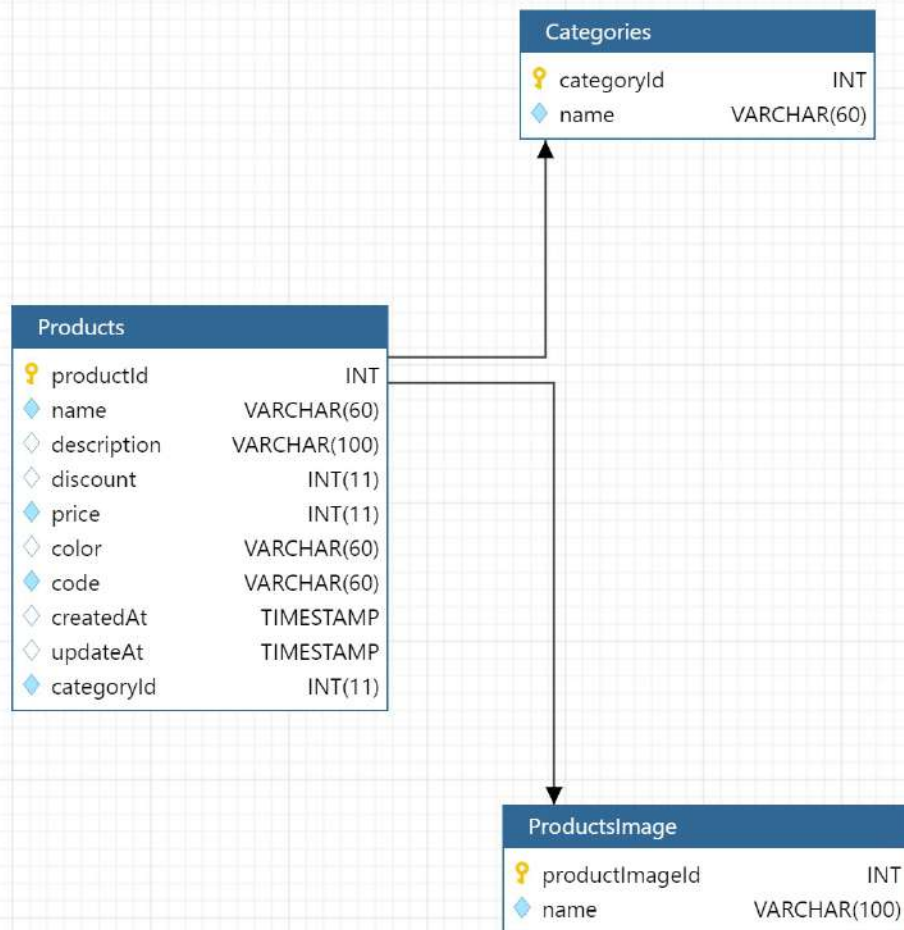 Categories
categoryId INT
name VARCHAR(60)
Products
productId INT
name VARCHAR(60)
description VARCHAR(100)
discount INT(11)
price INT(11)
color VARCHAR(60)
code VARCHAR(60)
createdAt TIMESTAMP
updateAt TIMESTAMP
categoryId INT(11)
ProductsImage
productImageId INT
name VARCHAR(100)